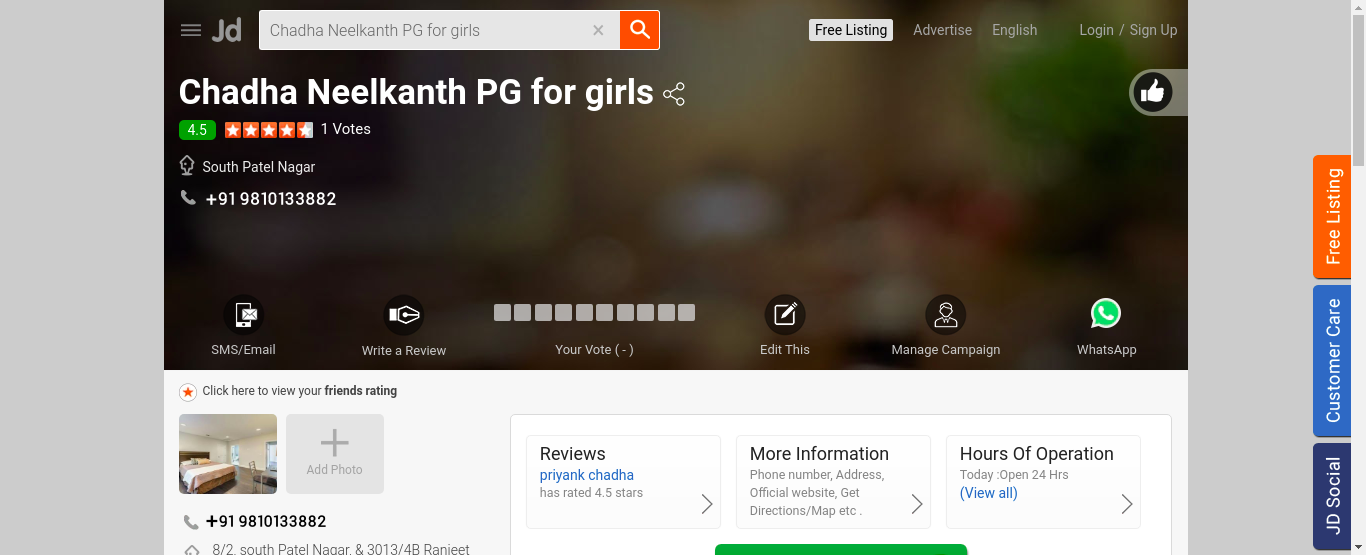 Jd
Chadha Neelkanth PG for girls
Free Listing
Advertise
English
Login / Sign Up
Chadha Neelkanth PG for girls
4.5
1 Votes
South Patel Nagar
+91 9810133882
SMS/Email
Write a Review
Your Vote ( - )
Edit This
Manage Campaign
WhatsApp
Click here to view your friends rating
Add Photo
+91 9810133882
8/2, south Patel Nagar, & 3013/4B Ranjeet
Reviews
priyank chadha
has rated 4.5 stars
More Information
Phone number, Address,
Official website, Get
Directions/Map etc .
Hours Of Operation
Today :Open 24 Hrs
(View all)
Free Listing
Customer Care
JD Social